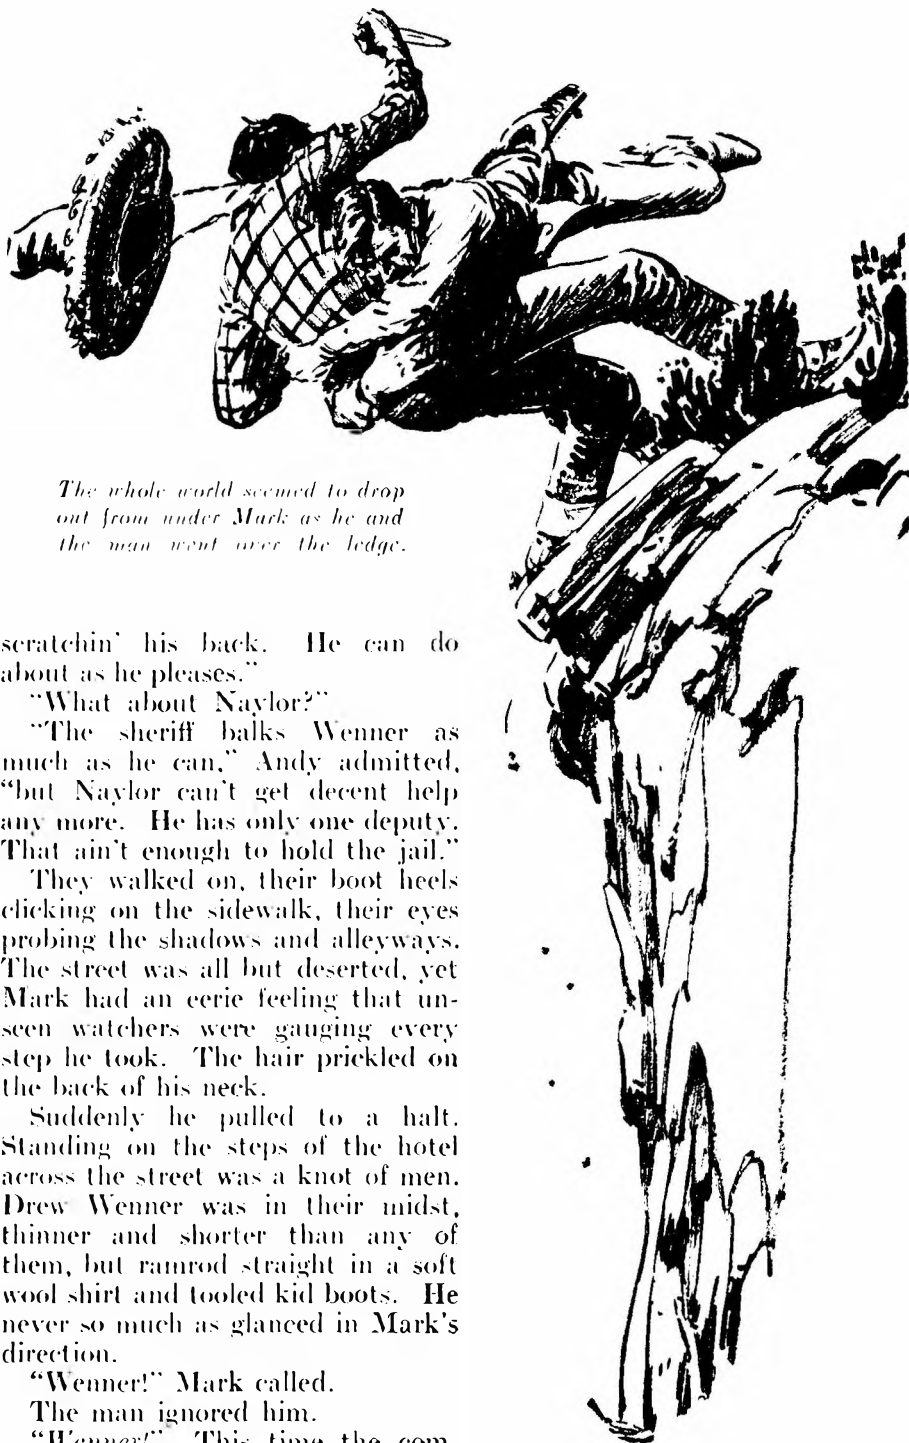 The whole world seemed to drop
out from under Mark as he and
the man went over the ledge.
scratchin' his back. He can do
about as he pleases."
"What about Naylor?"
"The sheriff balks Wenner as
much as he can," Andy admitted,
"but Naylor can't get decent help
any more. He has only one deputy.
That ain't enough to hold the jail."
They walked on, their boot heels
clicking on the sidewalk, their eyes
probing the shadows and alleyways.
The street was all but deserted, yet
Mark had an eerie feeling that un-
seen watchers were gauging every
step he took. The hair prickled on
the back of his neck.
Suddenly he pulled to a halt.
Standing on the steps of the hotel
across the street was a knot of men.
Drew Wenner was in their midst,
thinner and shorter than any of
them, but ramrod straight in a soft
wool shirt and tooled kid boots. He
never so much as glanced in Mark's
direction.
"Wenner!" Mark called.
The man ignored him.
"Wenner!" This time the com-